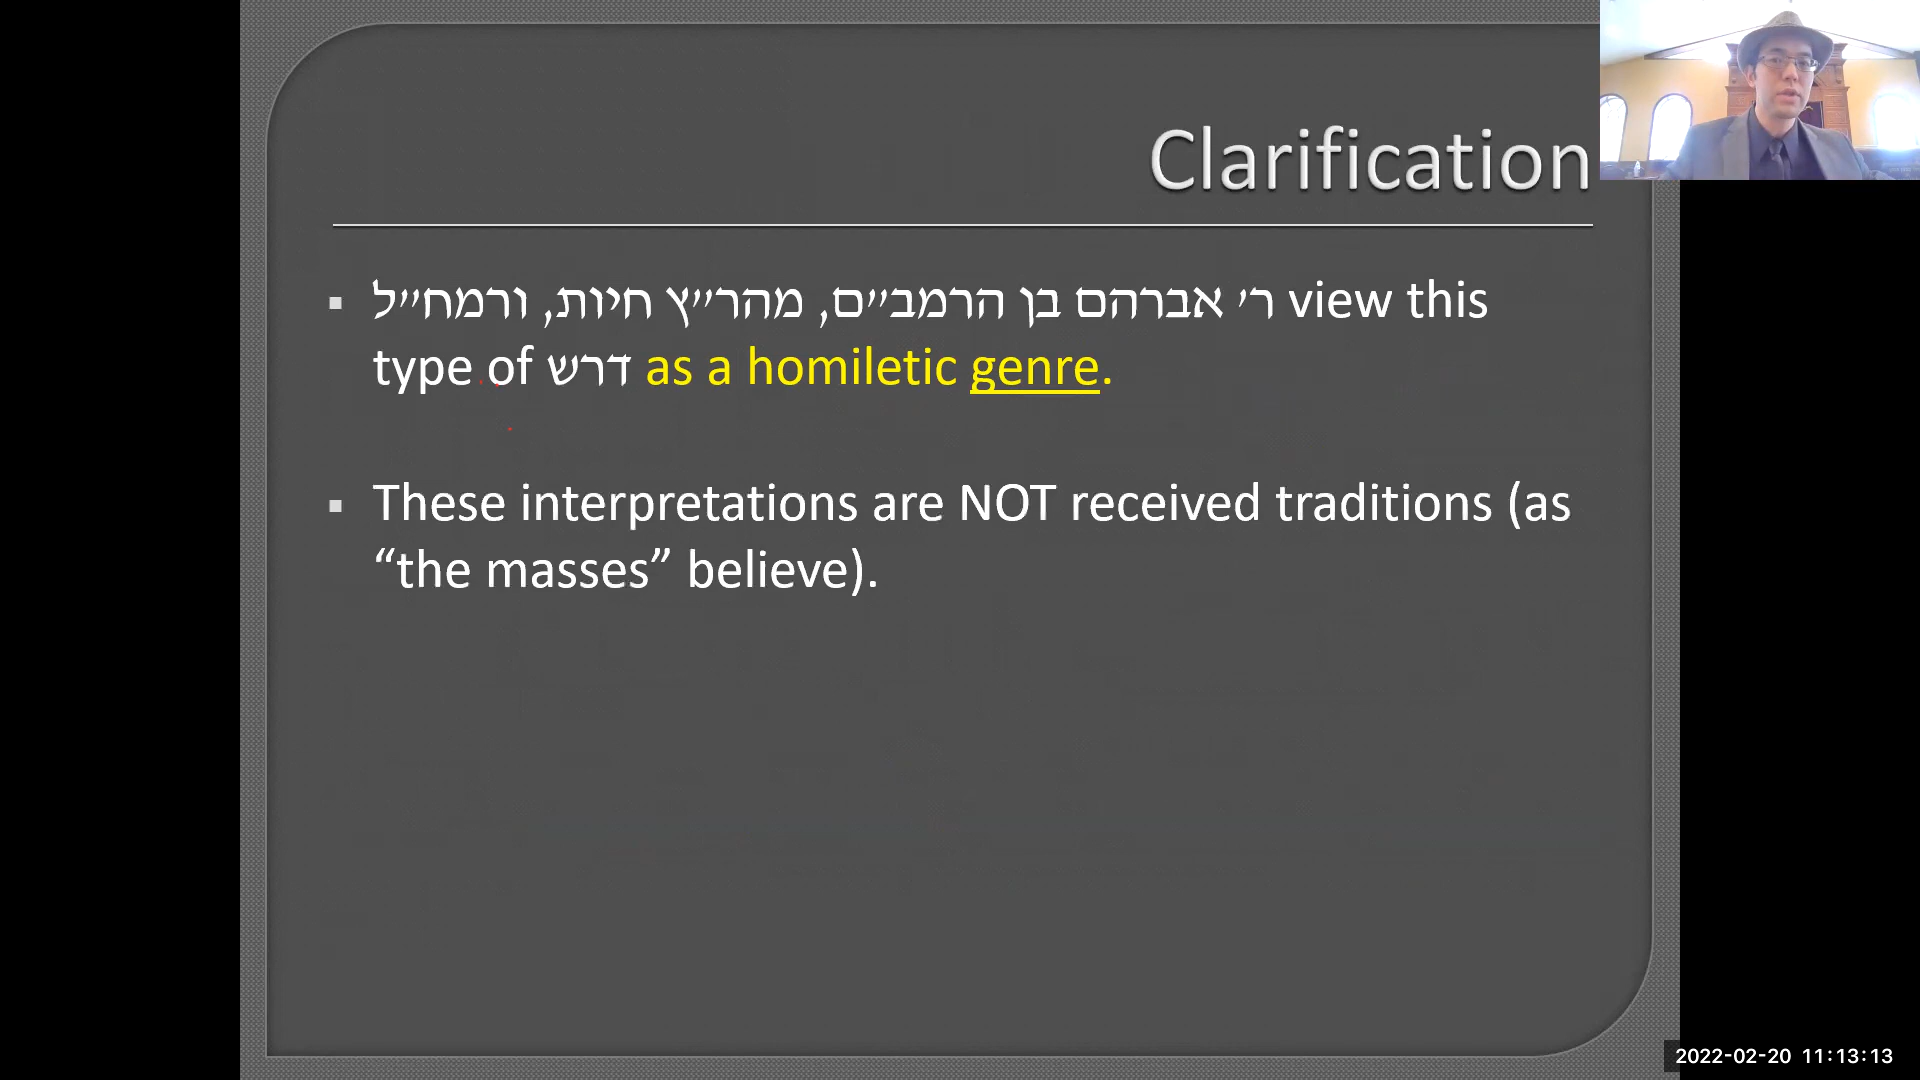 Clarification
ר׳ אברהם בן הרמב״ם, מהר״ץ חיות, ורמח״ל view this
type of דרש as a homiletic genre.
These interpretations are NOT received traditions (as
“the masses” believe).
2022-02-20 11:13:13